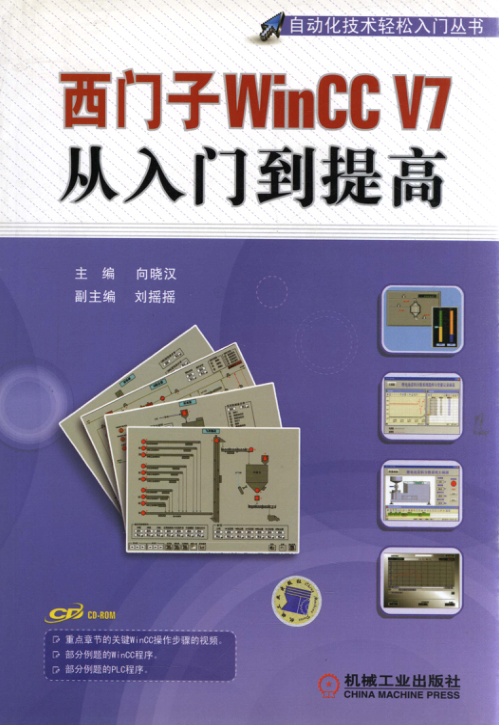 自动化技术轻松入门丛书
西门子WinCC V7
从入门到提高
主 编 向晓汉
副主编 刘摇摇
CD CD-ROM
重点章节的关键WinCC操作步骤的视频。
部分例题的WinCC程序。
部分例题的PLC程序。
机械工业出版社
CHINA MACHINE PRESS